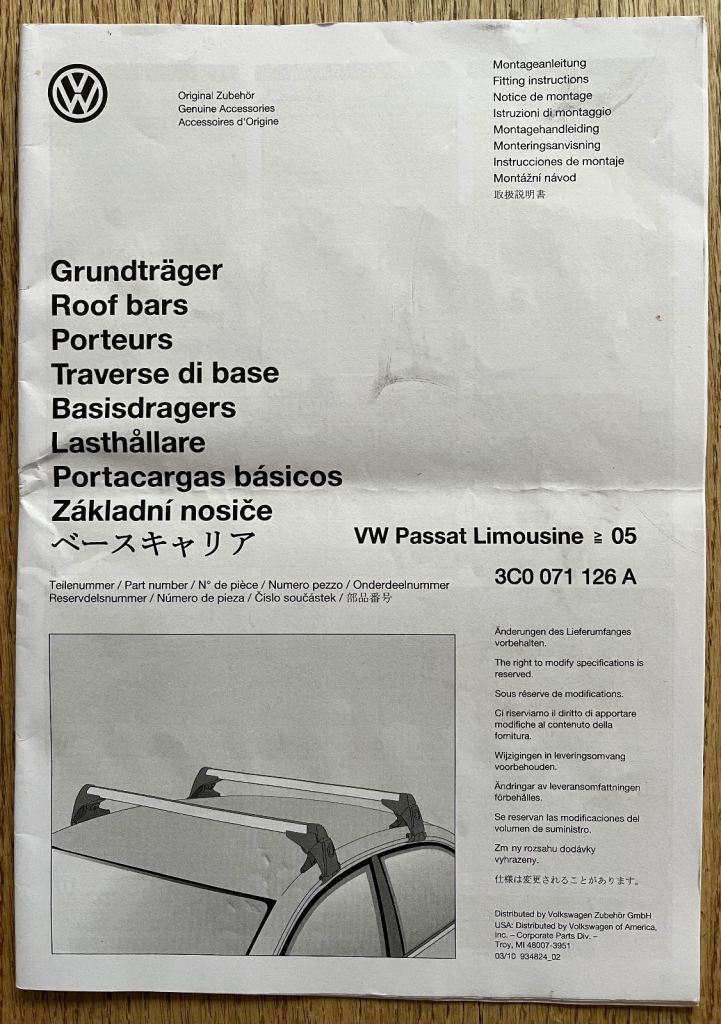 Original Zubehör
Genuine Accessories
Accessoires d'Origine
Montageanleitung
Fitting instructions
Notice de montage
Istruzioni di montaggio
Montagehandleiding
Monteringsanvisning
Instrucciones de montaje
Montážní návod
取扱説明書
Grundträger
Roof bars
Porteurs
Traverse di base
Basisdragers
Lasthållare
Portacargas básicos
Základní nosiče
ベースキャリア
VW Passat Limousine ≧ 05
3C0 071 126 A
Teilenummer / Part number / N° de pièce / Numero pezzo / Onderdeelnummer
Reservdelsnummer / Número de pieza / Číslo součástek / 部品番号
Änderungen des Lieferumfanges
vorbehalten.
The right to modify specifications is
reserved.
Sous réserve de modifications.
Ci riserviamo il diritto di apportare
modifiche al contenuto della
fornitura.
Wijzigingen in leveringsomvang
voorbehouden.
Ändringar av leveransomfattningen
förbehålles.
Se reservan las modificaciones del
volumen de suministro.
Zm ny rozsahu dodávky
vyhrazeny.
仕様は変更されることがあります。
Distributed by Volkswagen Zubehör GmbH
USA: Distributed by Volkswagen of America,
Inc. – Corporate Parts Div. –
Troy, MI 48007-3951
03/10 934824_02